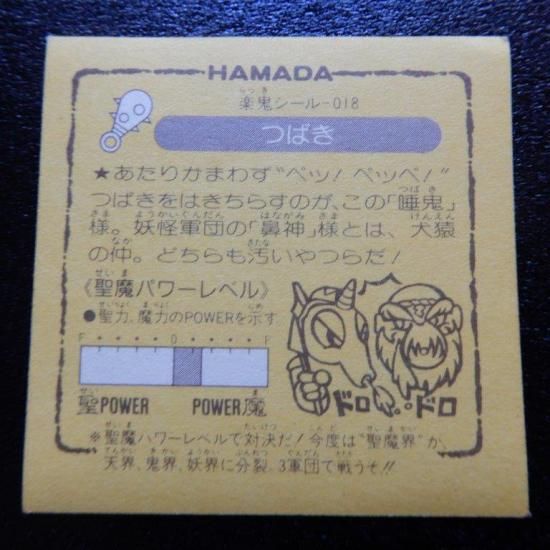 HAMADA
楽鬼シール-018
つばき
★あたりかまわず“ペッ!ペッペ!”
つばきをはきちらすのが、この「唾鬼」
様。妖怪軍団の「鼻神」様とは、犬猿
の仲。どちらも汚いやつらだ!
《聖魔パワーレベル》
●聖力、魔力のPOWERを示す
F・・・・0・・・・F
聖POWER POWER魔
ドロ・・ドロ
※聖魔パワーレベルで対決だ!今度は“聖魔界”が、
天界、鬼界、妖界に分裂。3軍団で戦うぞ!!